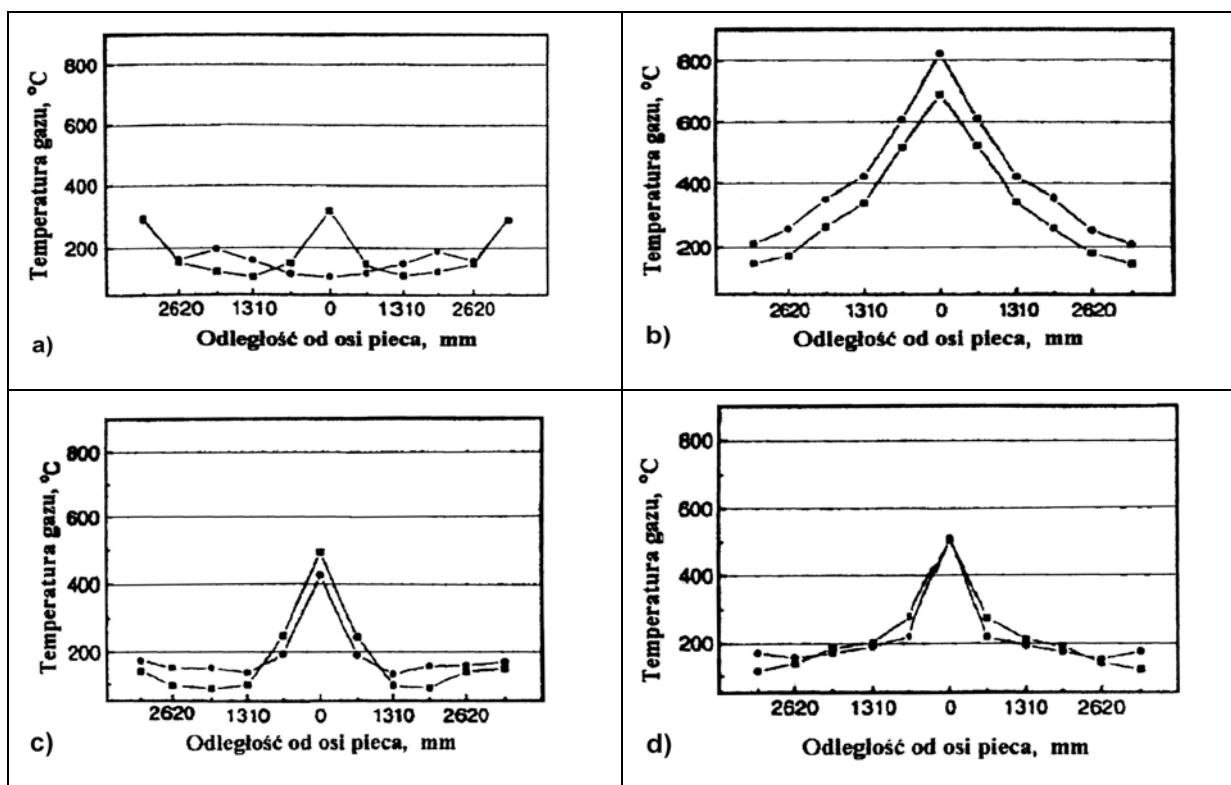 800
600
400
200
Temperatura gazu, °C
2620 1310 0 1310 2620
Odległość od osi pieca, mm
a)
800
600
400
200
Temperatura gazu, °C
2620 1310 0 1310 2620
Odległość od osi pieca, mm
b)
800
600
400
200
Temperatura gazu, °C
2620 1310 0 1310 2620
Odległość od osi pieca, mm
c)
800
600
400
200
Temperatura gazu, °C
2620 1310 0 1310 2620
Odległość od osi pieca, mm
d)